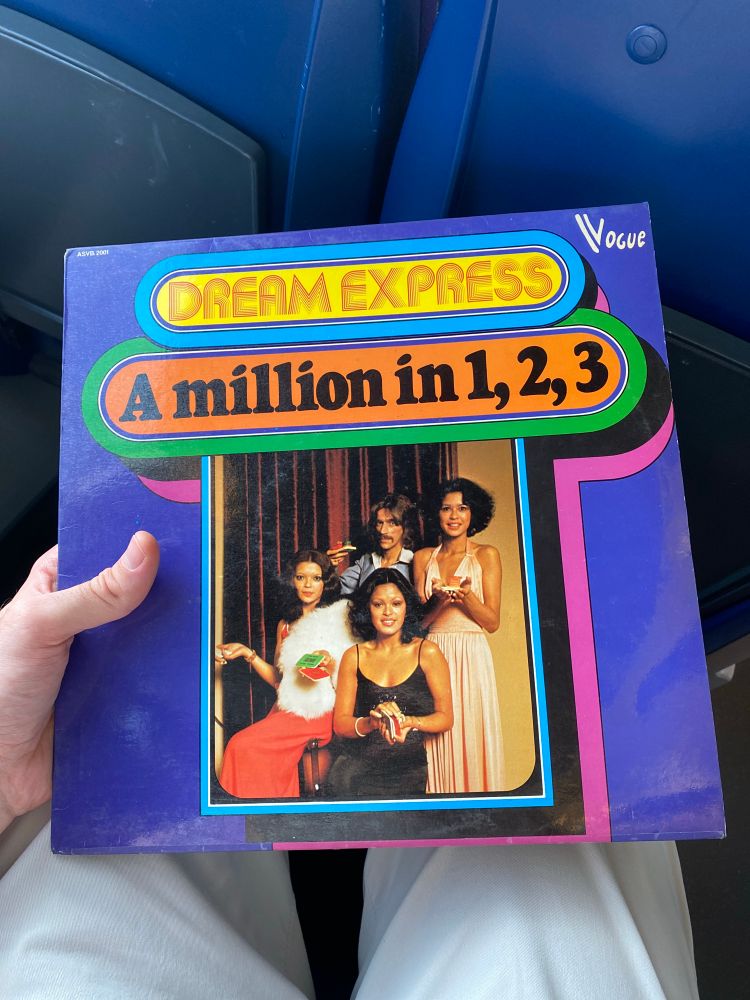 ASVB. 2001
VOGUE
DREAM EXPRESS
A million in 1, 2, 3